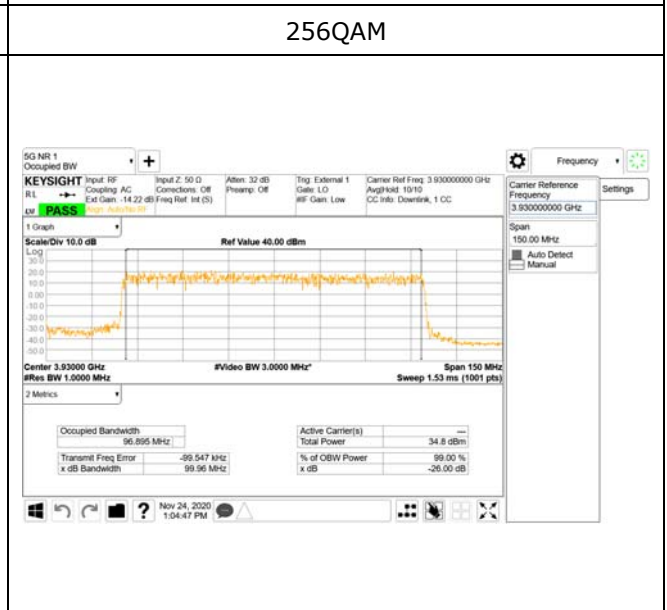 256QAM
5G NR 1
Occupied BW
+
Frequency
KEYSIGHT Input: RF Input Z: 50 Ω Atten: 32 dB Trig: External 1 Carrier Ref Freq: 3.930000000 GHz
RL Coupling: AC Corrections: Off Preamp: Off Gate: LO Avg|Hold: 10/10
Ext Gain: -14.22 dB Freq Ref: Int (S) #IF Gain: Low CC Info: Downlink, 1 CC
PASS Align: Auto/No RF
Carrier Reference Frequency
3.930000000 GHz
Settings
Span
150.00 MHz
Auto Detect
Manual
1 Graph
Scale/Div 10.0 dB Ref Value 40.00 dBm
Log
30.0
20.0
10.0
0.00
-10.0
-20.0
-30.0
-40.0
-50.0
Center 3.93000 GHz #Video BW 3.0000 MHz* Span 150 MHz
#Res BW 1.0000 MHz Sweep 1.53 ms (1001 pts)
2 Metrics
Occupied Bandwidth
96.895 MHz
Active Carrier(s) ---
Total Power 34.8 dBm
Transmit Freq Error -99.547 kHz % of OBW Power 99.00 %
x dB Bandwidth 99.96 MHz x dB -26.00 dB
? Nov 24, 2020
1:04:47 PM